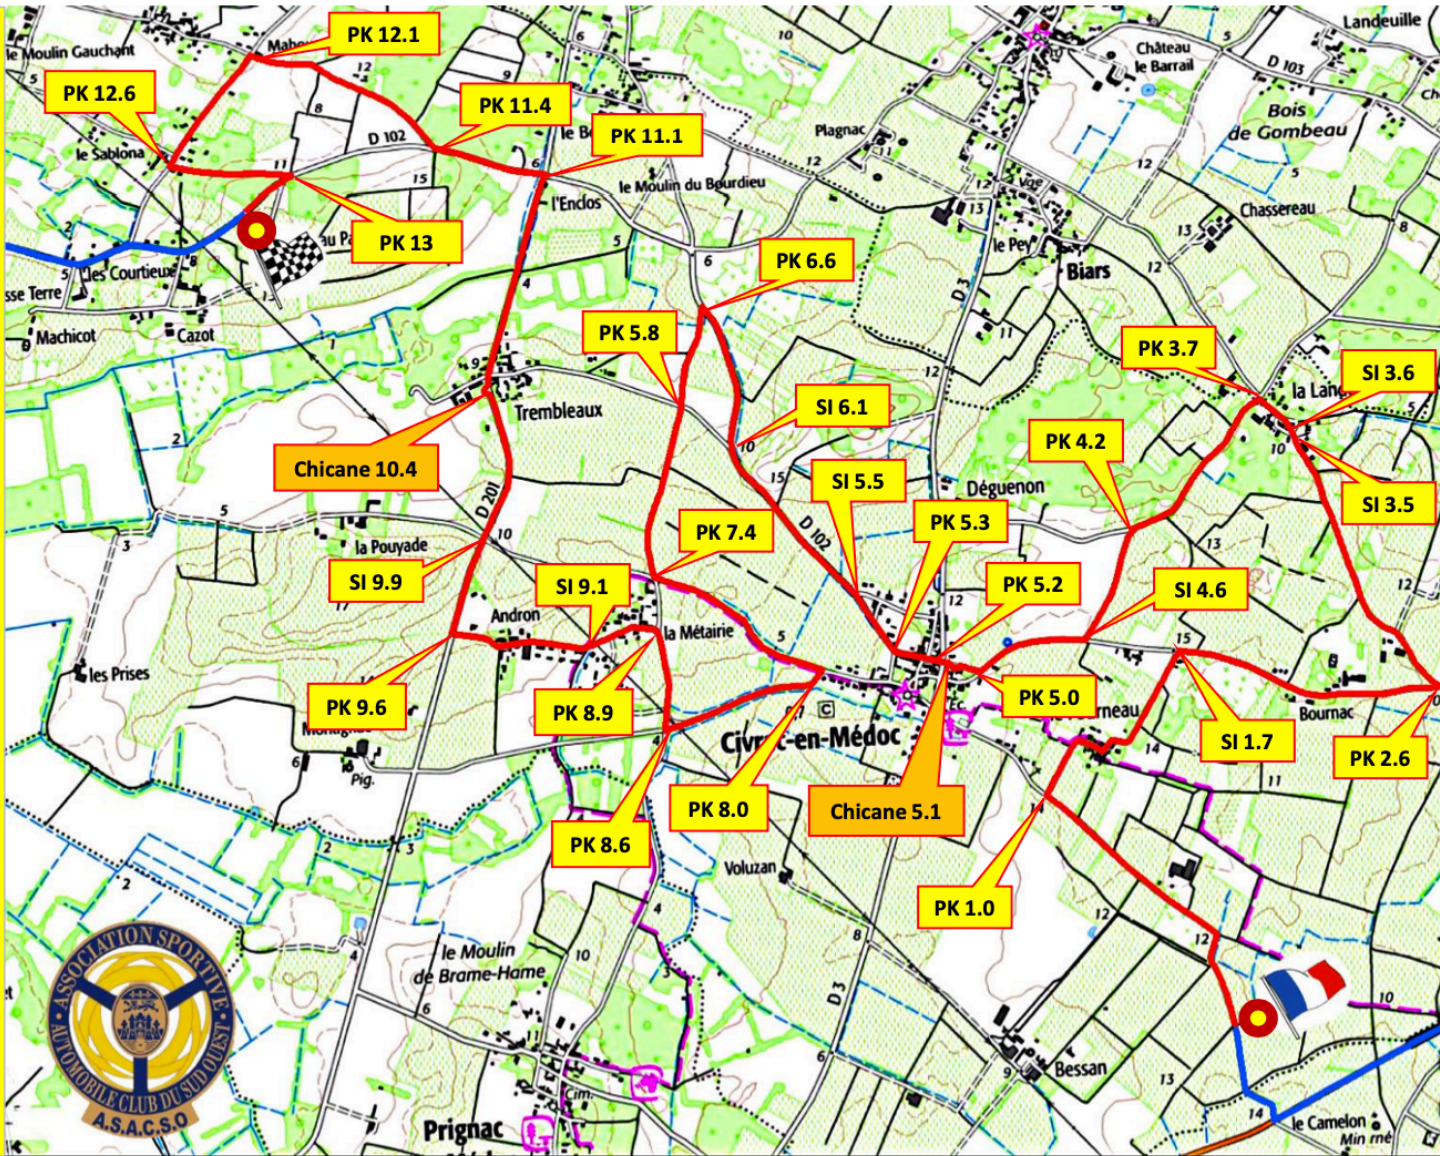 le Moulin Gauchant
PK 12.1
Landeuille
Château
le Barrail
D 103
PK 12.6
PK 11.4
Bois
de Gombeau
D 102
PK 11.1
Plagnac
le Sablona
le Moulin du Bourdieu
l'Enclos
Chassereau
PK 13
le Pey
Biars
PK 6.6
D 3
les Courtieux
PK 5.8
Machicot
Cazot
PK 3.7
SI 3.6
Trembleaux
SI 6.1
PK 4.2
Chicane 10.4
SI 5.5
Déguenon
SI 3.5
D 201
PK 5.3
D 102
PK 7.4
la Pouyade
SI 9.9
SI 9.1
PK 5.2
SI 4.6
Andron
la Métairie
les Prises
PK 9.6
PK 8.9
PK 5.0
Bournac
SI 1.7
PK 2.6
Civrac-en-Médoc
Pig.
PK 8.0
Chicane 5.1
PK 8.6
Voluzan
PK 1.0
le Moulin
de Brame-Hame
D 3
ASSOCIATION SPORTIVE
AUTOMOBILE CLUB DU SUD OUEST
A.S.A.C.S.O
Bessan
Cim.
Prignac
le Camelon
Min rné